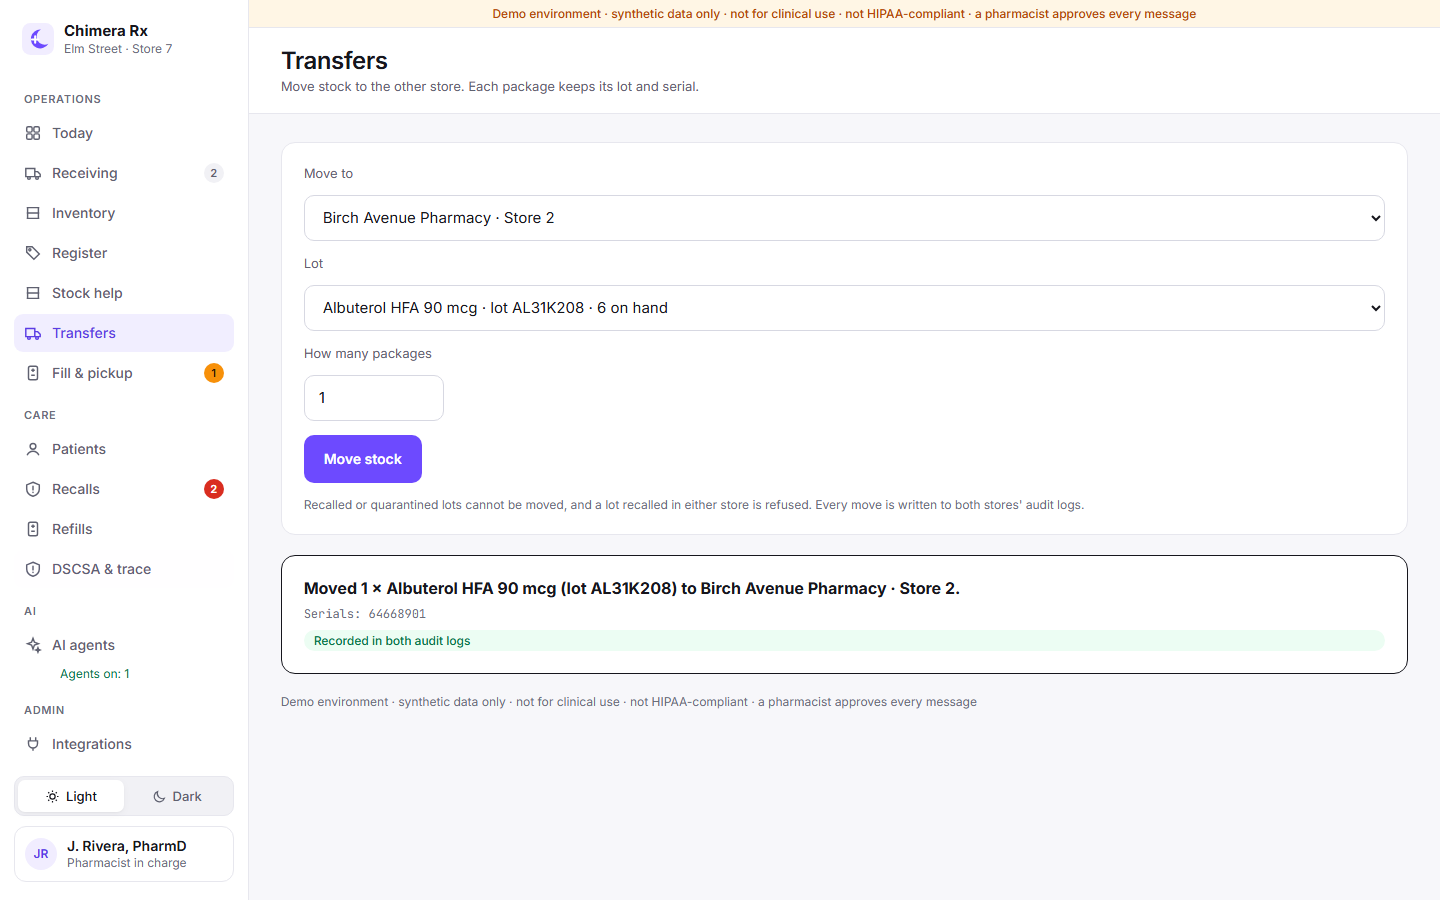 Demo environment · synthetic data only · not for clinical use · not HIPAA-compliant · a pharmacist approves every message
Chimera Rx
Elm Street · Store 7
OPERATIONS
Today
Receiving 2
Inventory
Register
Stock help
Transfers
Fill & pickup 1
CARE
Patients
Recalls 2
Refills
DSCSA & trace
AI
AI agents
Agents on: 1
ADMIN
Integrations
Light Dark
JR J. Rivera, PharmD
Pharmacist in charge
Transfers
Move stock to the other store. Each package keeps its lot and serial.
Move to
Birch Avenue Pharmacy · Store 2
Lot
Albuterol HFA 90 mcg · lot AL31K208 · 6 on hand
How many packages
1
Move stock
Recalled or quarantined lots cannot be moved, and a lot recalled in either store is refused. Every move is written to both stores' audit logs.
Moved 1 × Albuterol HFA 90 mcg (lot AL31K208) to Birch Avenue Pharmacy · Store 2.
Serials: 64668901
Recorded in both audit logs
Demo environment · synthetic data only · not for clinical use · not HIPAA-compliant · a pharmacist approves every message